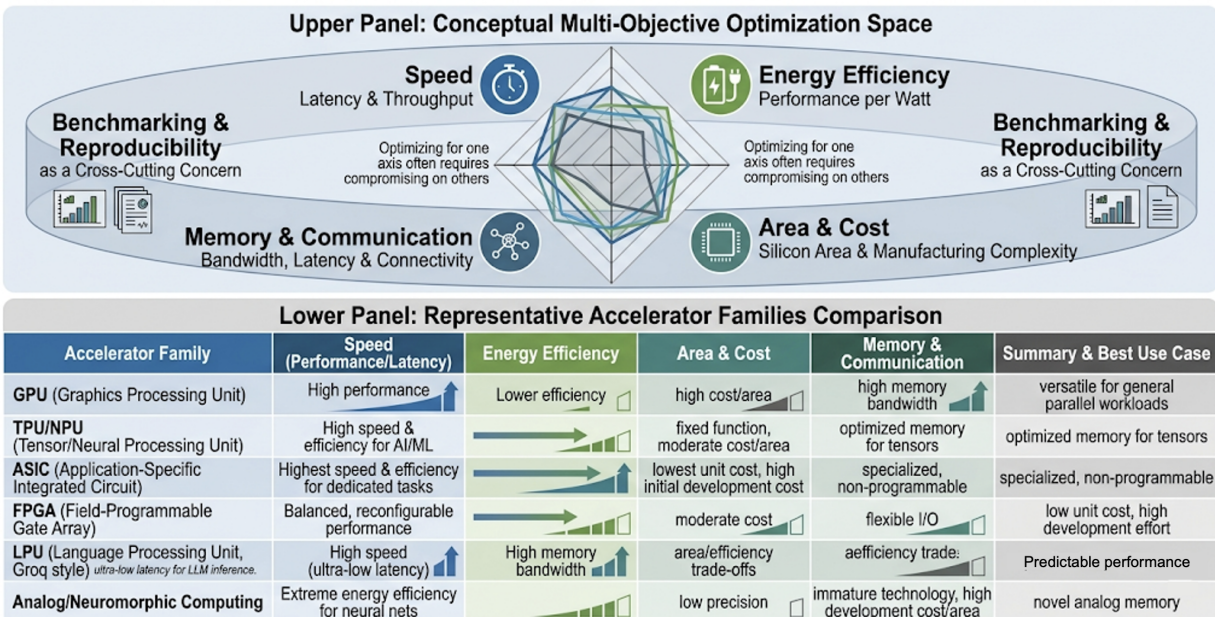 Upper Panel: Conceptual Multi-Objective Optimization Space
Speed
Latency & Throughput
Energy Efficiency
Performance per Watt
Benchmarking &
Reproducibility
as a Cross-Cutting Concern
Optimizing for one
axis often requires
compromising on others
Optimizing for one
axis often requires
compromising on others
Benchmarking &
Reproducibility
as a Cross-Cutting Concern
Memory & Communication
Bandwidth, Latency & Connectivity
Area & Cost
Silicon Area & Manufacturing Complexity
Lower Panel: Representative Accelerator Families Comparison
Accelerator Family
Speed
(Performance/Latency)
Energy Efficiency
Area & Cost
Memory &
Communication
Summary & Best Use Case
GPU (Graphics Processing Unit)
High performance
Lower efficiency
high cost/area
high memory
bandwidth
versatile for general
parallel workloads
TPU/NPU
(Tensor/Neural Processing Unit)
High speed &
efficiency for AI/ML
fixed function,
moderate cost/area
optimized memory
for tensors
optimized memory for tensors
ASIC (Application-Specific
Integrated Circuit)
Highest speed & efficiency
for dedicated tasks
lowest unit cost, high
initial development cost
specialized,
non-programmable
specialized, non-programmable
FPGA (Field-Programmable
Gate Array)
Balanced, reconfigurable
performance
moderate cost
flexible I/O
low unit cost, high
development effort
LPU (Language Processing Unit,
Groq style) ultra-low latency for LLM inference.
High speed
(ultra-low latency)
High memory
bandwidth
area/efficiency
trade-offs
aefficiency trade.
Predictable performance
Analog/Neuromorphic Computing
Extreme energy efficiency
for neural nets
low precision
immature technology, high
development cost/area
novel analog memory